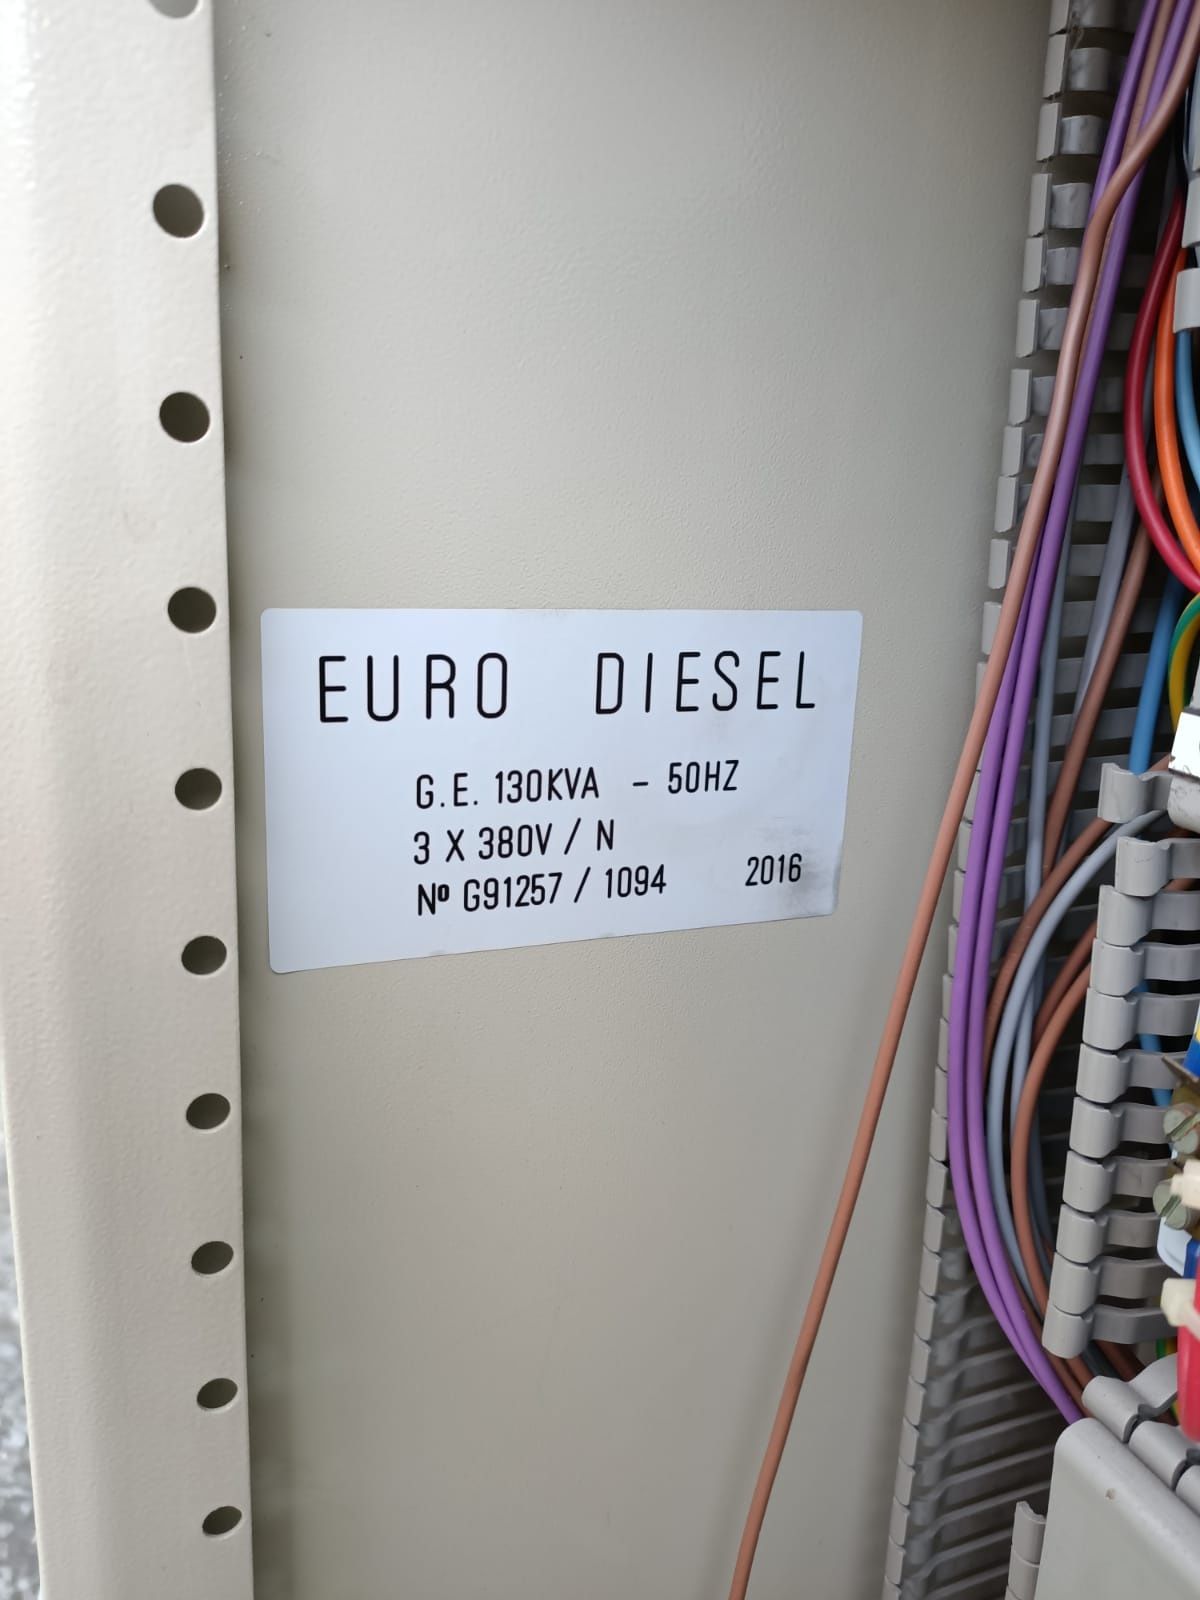 EURO DIESEL
G.E. 130KVA - 50HZ
3 X 380V / N
Nº G91257 / 1094 2016